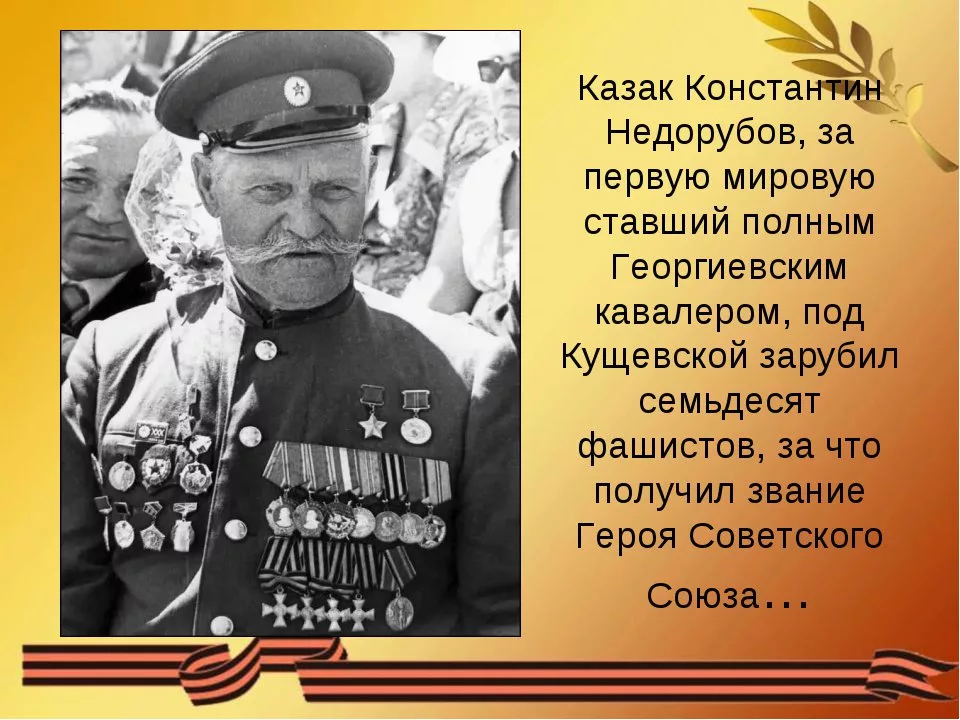 Казак Константин
Недорубов, за
первую мировую
ставший полным
Георгиевским
кавалером, под
Кущевской зарубил
семьдесят
фашистов, за что
получил звание
Героя Советского
Союза...
XXX